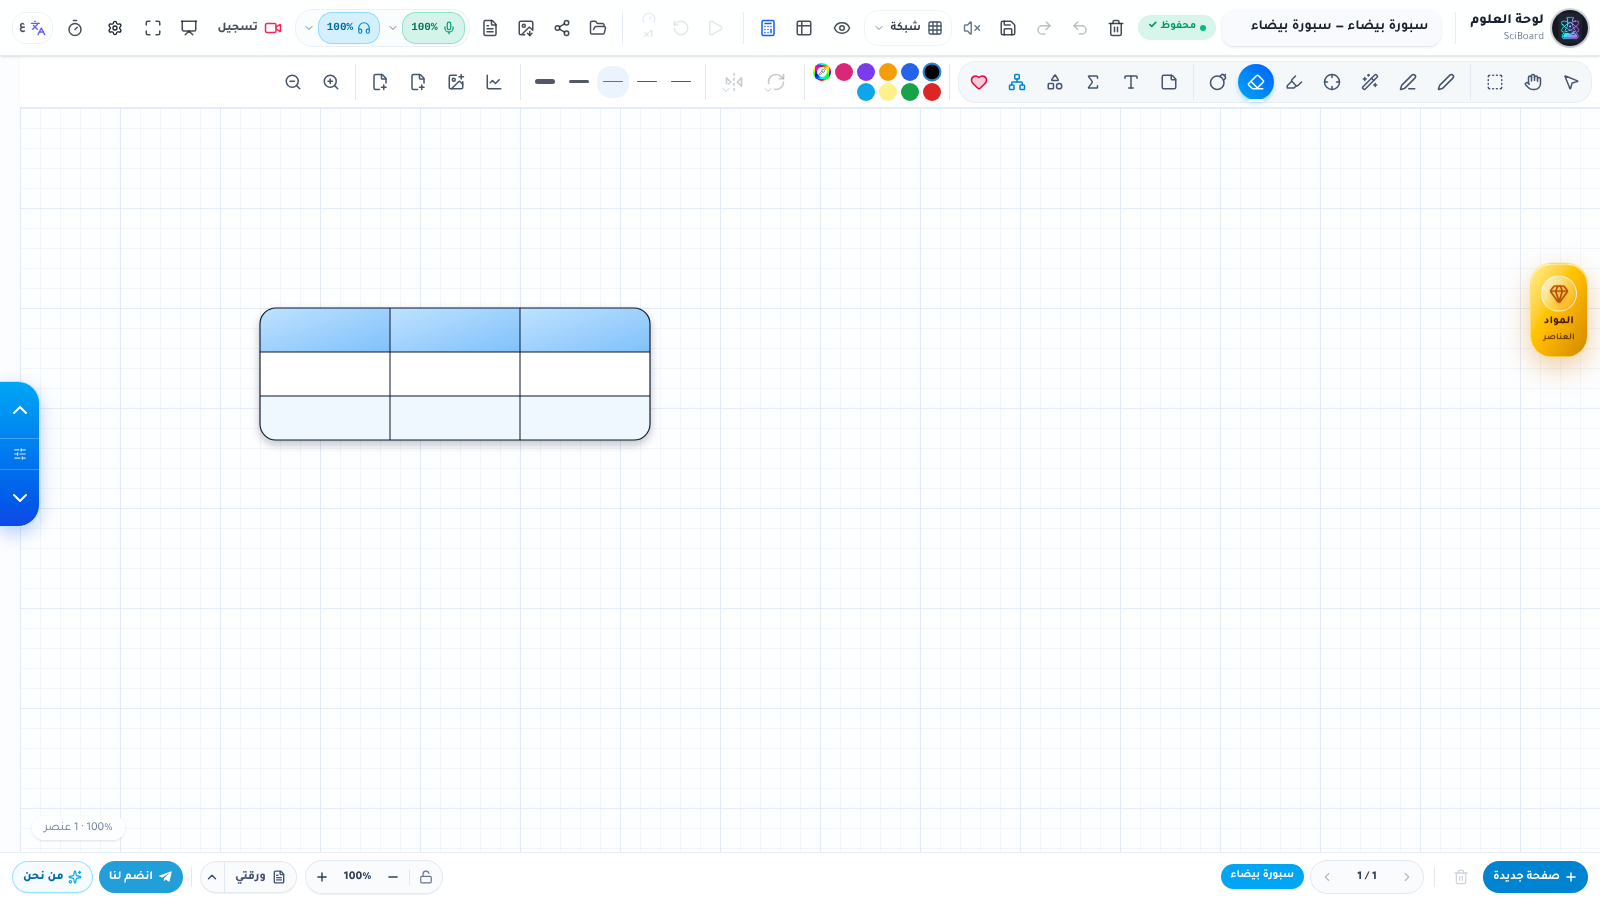 لوحة العلوم
SciBoard
سبورة بيضاء – سبورة بيضاء
محفوظ ✓
شبكة
x1
100%
100%
تسجيل
ع
المواد
العناصر
100% · 1 عنصر
صفحة جديدة
1 / 1
سبورة بيضاء
100%
ورقتي
انضم لنا
من نحن